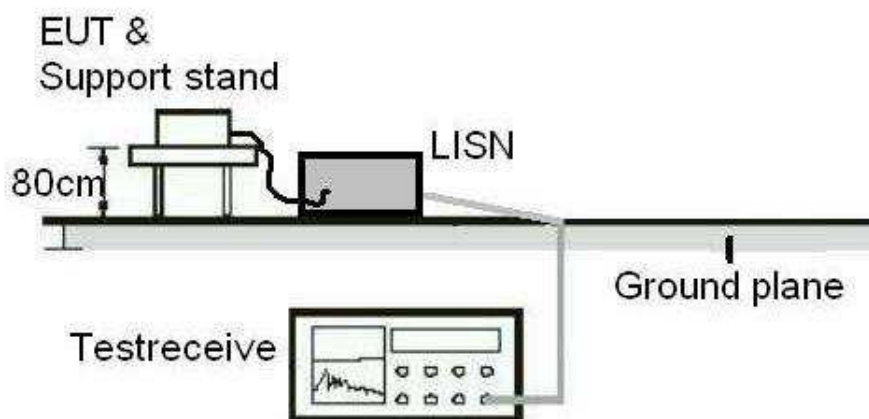 EUT &
Support stand
LISN
80cm
Ground plane
Testreceive